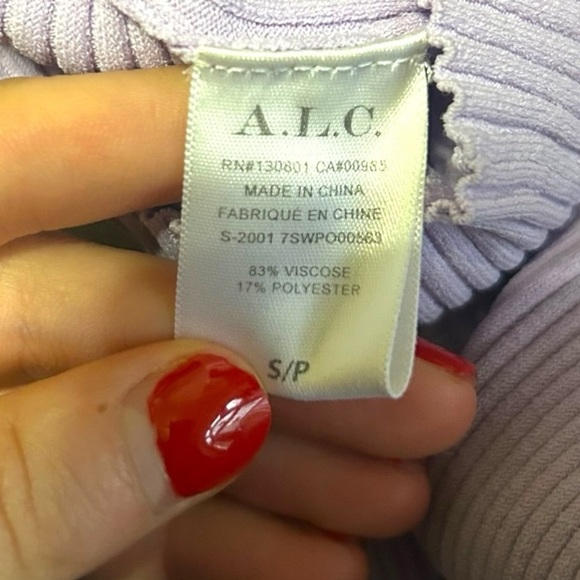 A.L.C.
RN#130801 CA#00985
MADE IN CHINA
FABRIQUÉ EN CHINE
S-2001 7SWPO00563
83% VISCOSE
17% POLYESTER
S/P